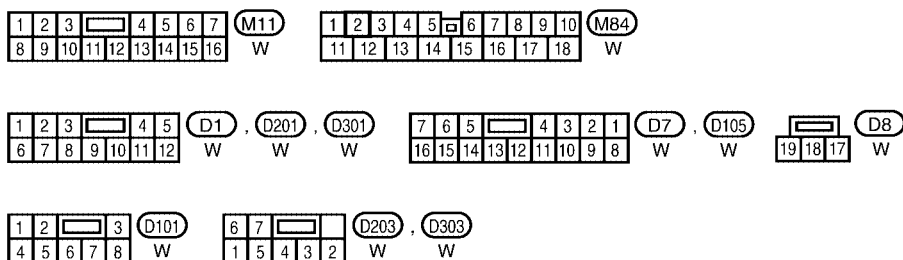 1 2 3 4 5 6 7 M11 1 2 3 4 5 6 7 8 9 10 M84
8 9 10 11 12 13 14 15 16 W 11 12 13 14 15 16 17 18 W
1 2 3 4 5 D1 , D201 , D301 7 6 5 4 3 2 1 D7 , D105 D8
6 7 8 9 10 11 12 W W W 16 15 14 13 12 11 10 9 8 W W 19 18 17 W
1 2 3 D101 6 7 D203 , D303
4 5 6 7 8 W 1 5 4 3 2 W W